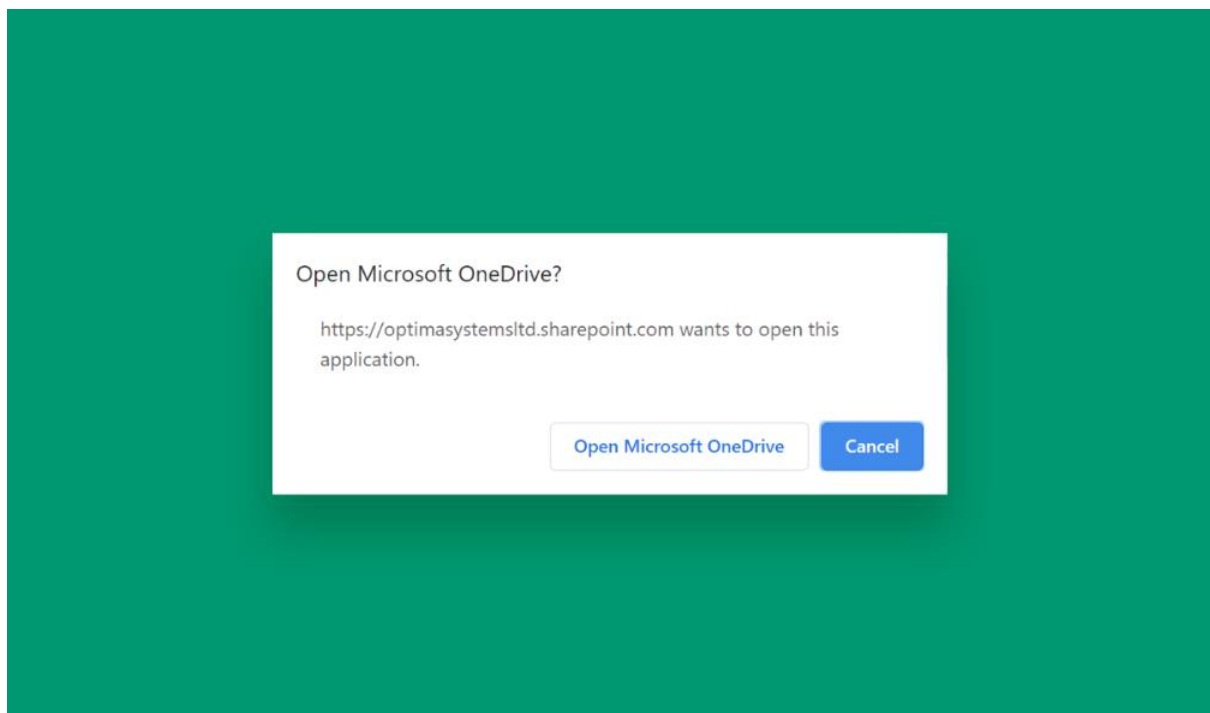 Open Microsoft OneDrive?
https://optimasystemsltd.sharepoint.com wants to open this
application.
Open Microsoft OneDrive
Cancel